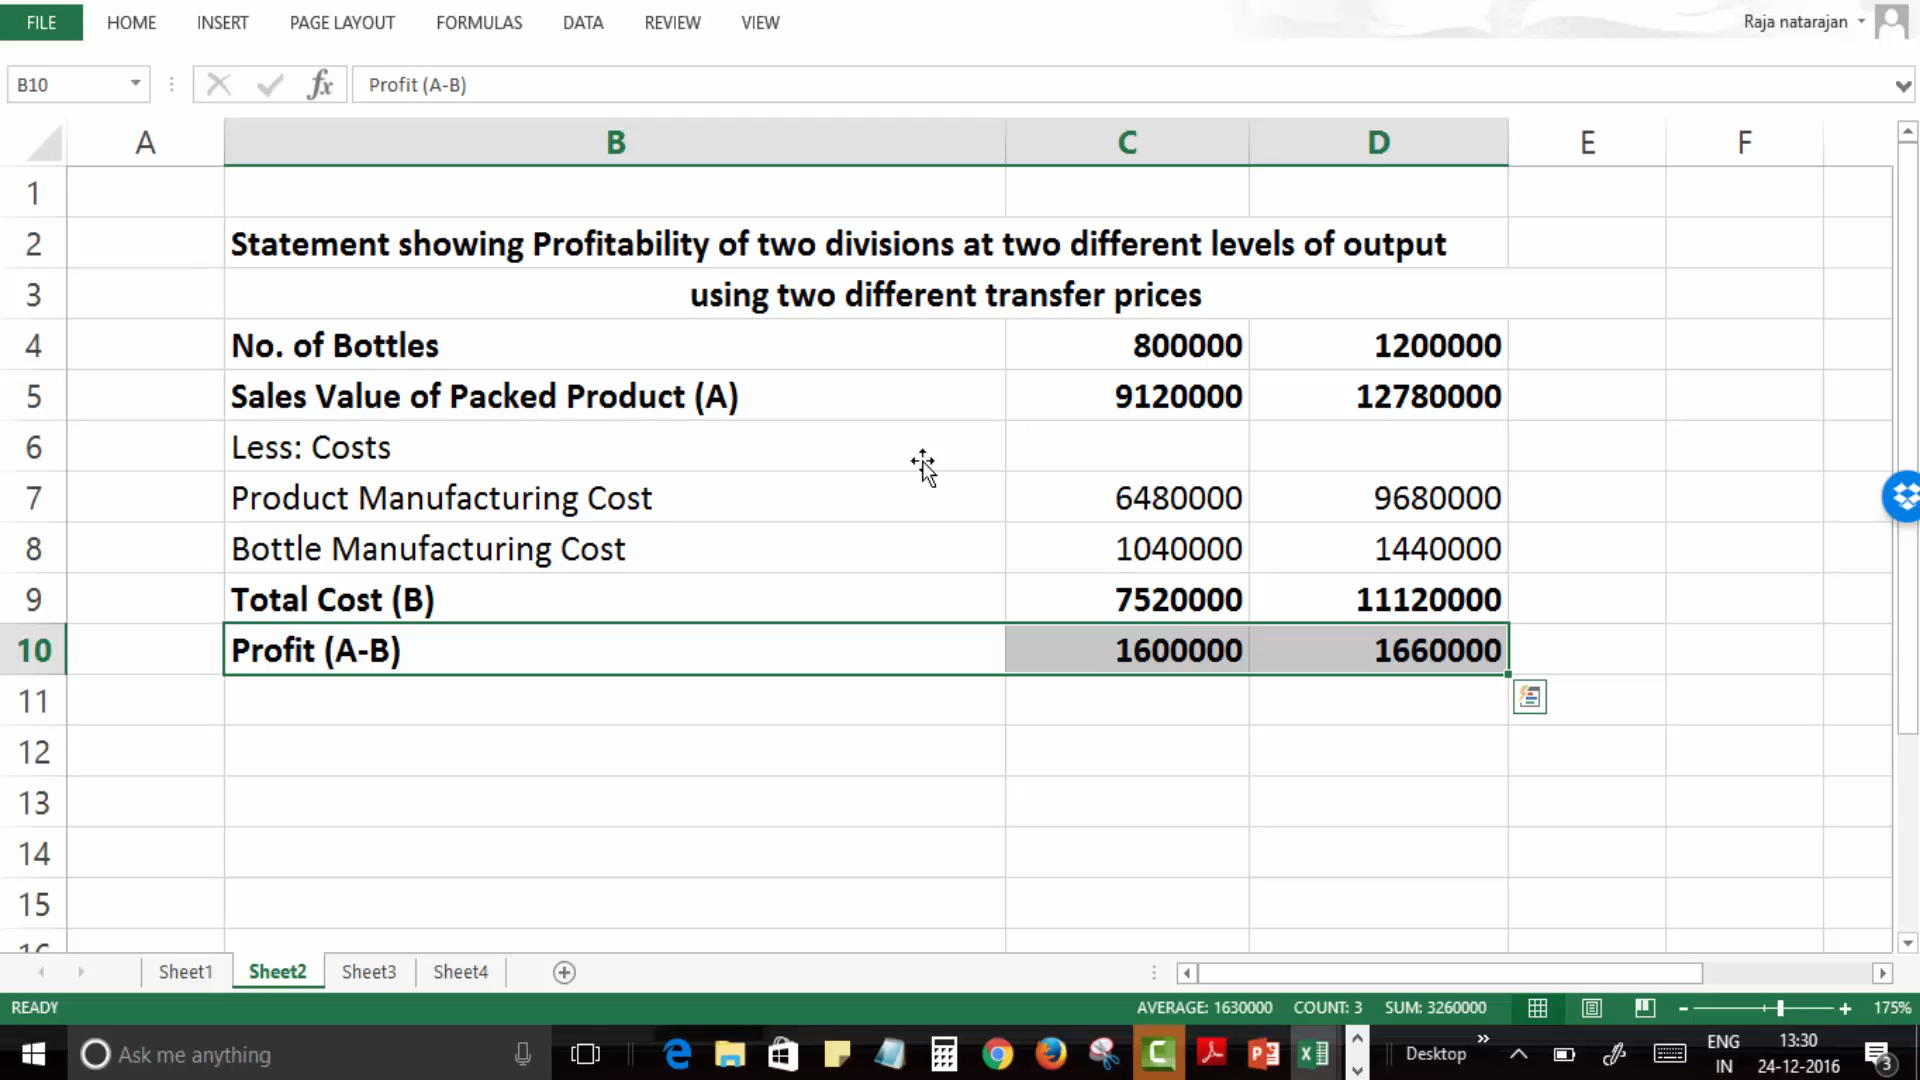 FILE HOME INSERT PAGE LAYOUT FORMULAS DATA REVIEW VIEW Raja natarajan
B10 fx Profit (A-B)
A B C D E F
1
2 Statement showing Profitability of two divisions at two different levels of output
3 using two different transfer prices
4 No. of Bottles 800000 1200000
5 Sales Value of Packed Product (A) 9120000 12780000
6 Less: Costs
7 Product Manufacturing Cost 6480000 9680000
8 Bottle Manufacturing Cost 1040000 1440000
9 Total Cost (B) 7520000 11120000
10 Profit (A-B) 1600000 1660000
11
12
13
14
15
16
Sheet1 Sheet2 Sheet3 Sheet4
READY AVERAGE: 1630000 COUNT: 3 SUM: 3260000 175%
Ask me anything Desktop ENG 13:30
IN 24-12-2016 3